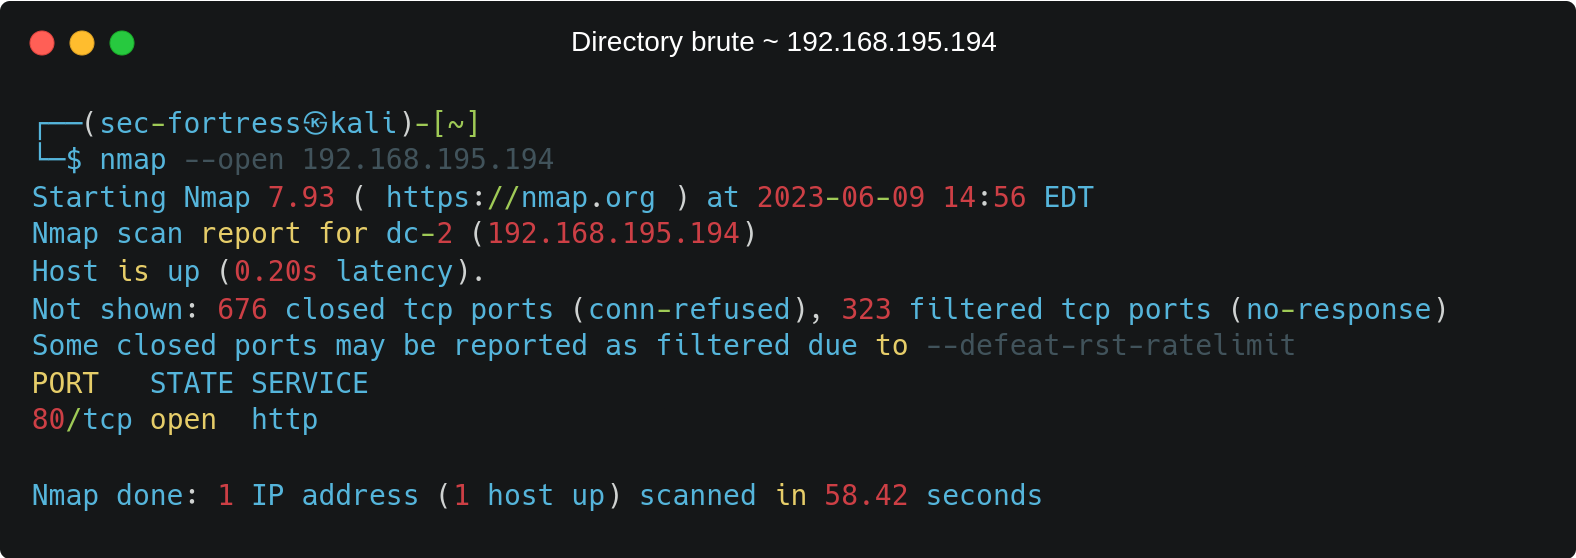 Directory brute ~ 192.168.195.194
┌──(sec-fortress㉿kali)-[~]
└─$ nmap --open 192.168.195.194
Starting Nmap 7.93 ( https://nmap.org ) at 2023-06-09 14:56 EDT
Nmap scan report for dc-2 (192.168.195.194)
Host is up (0.20s latency).
Not shown: 676 closed tcp ports (conn-refused), 323 filtered tcp ports (no-response)
Some closed ports may be reported as filtered due to --defeat-rst-ratelimit
PORT   STATE SERVICE
80/tcp open  http
Nmap done: 1 IP address (1 host up) scanned in 58.42 seconds